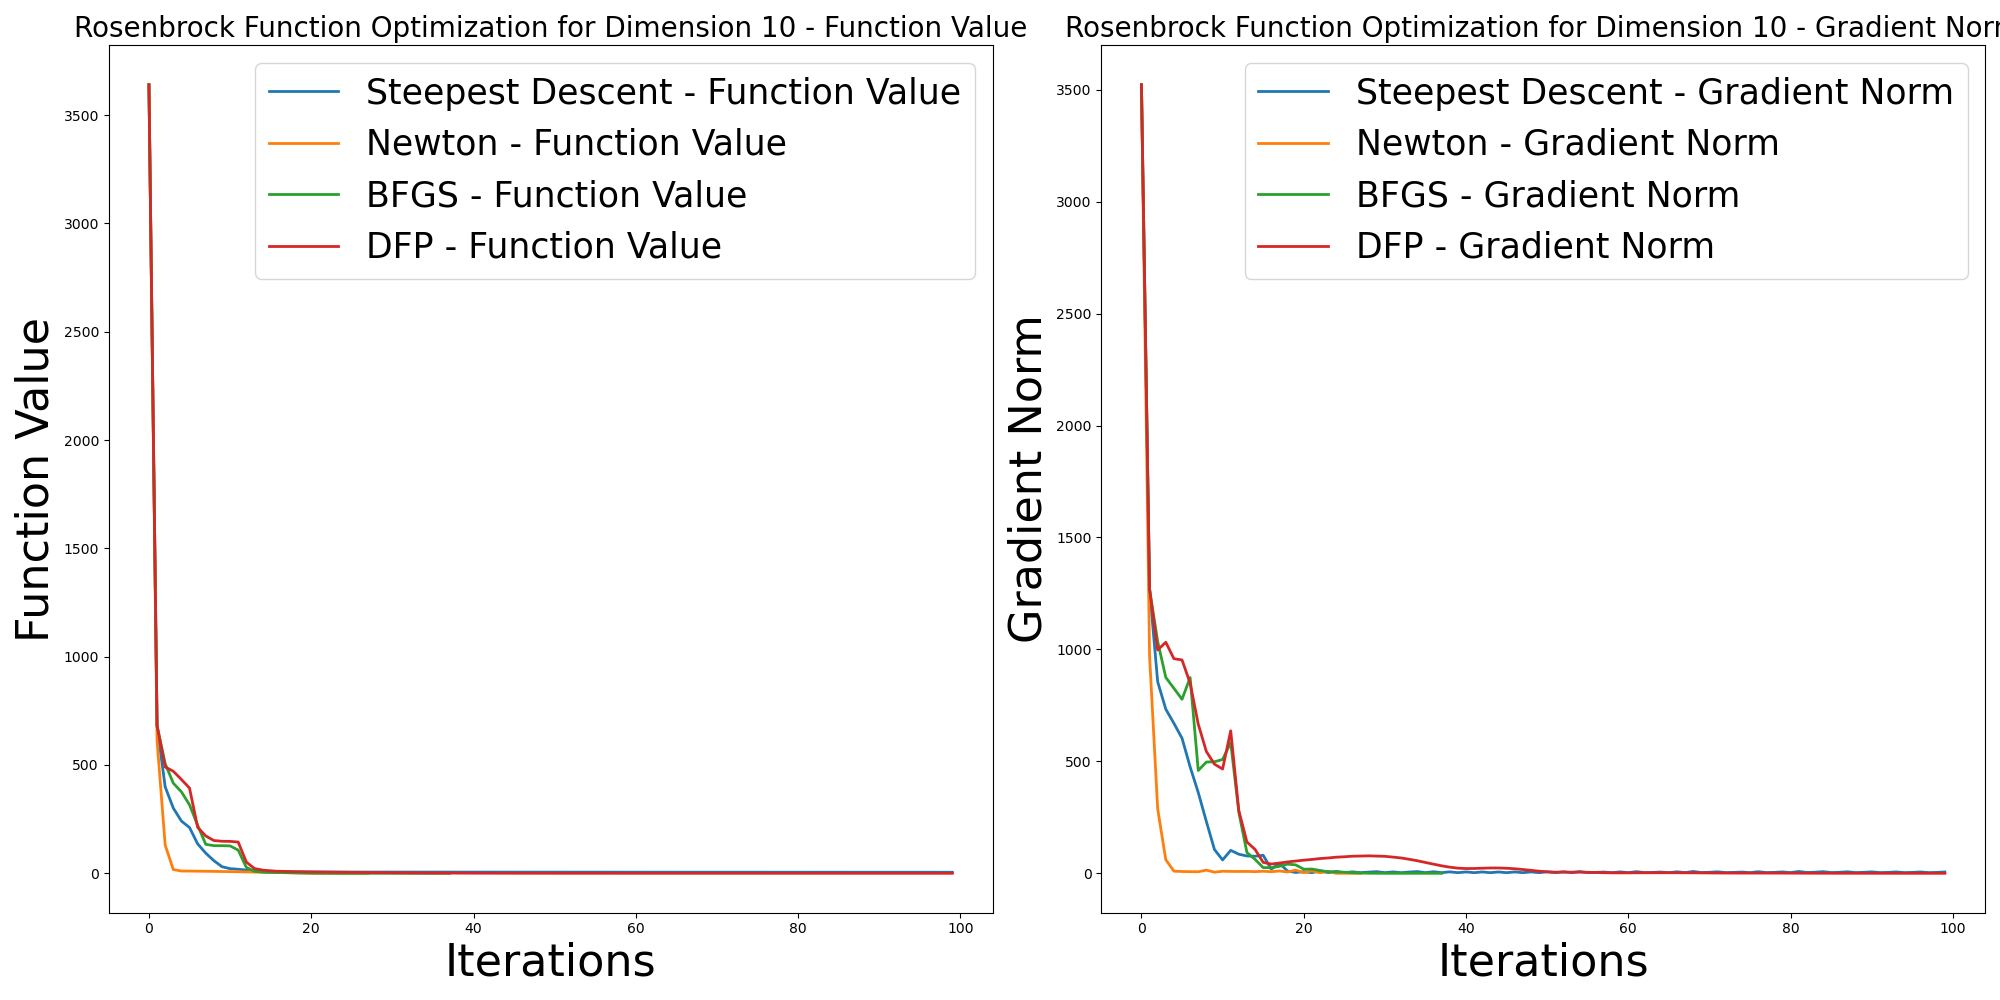 Rosenbrock Function Optimization for Dimension 10 - Function Value
Steepest Descent - Function Value
Newton - Function Value
BFGS - Function Value
DFP - Function Value
Function Value
3500
3000
2500
2000
1500
1000
500
0
0 20 40 60 80 100
Iterations
Rosenbrock Function Optimization for Dimension 10 - Gradient Nor
Steepest Descent - Gradient Norm
Newton - Gradient Norm
BFGS - Gradient Norm
DFP - Gradient Norm
Gradient Norm
3500
3000
2500
2000
1500
1000
500
0
0 20 40 60 80 100
Iterations